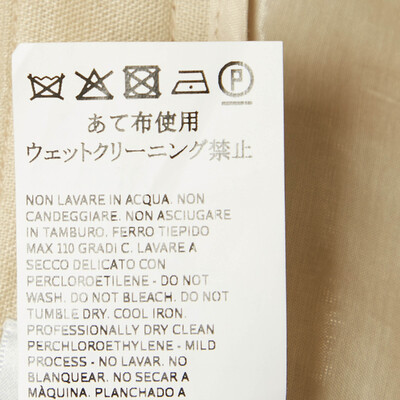 P
あて布使用
ウェットクリーニング禁止
NON LAVARE IN ACQUA. NON
CANDEGGIARE. NON ASCIUGARE
IN TAMBURO. FERRO TIEPIDO
MAX 110 GRADI C. LAVARE A
SECCO DELICATO CON
PERCLOROETILENE - DO NOT
WASH. DO NOT BLEACH. DO NOT
TUMBLE DRY. COOL IRON.
PROFESSIONALLY DRY CLEAN
PERCHLOROETHYLENE - MILD
PROCESS - NO LAVAR. NO
BLANQUEAR. NO SECAR A
MÀQUINA. PLANCHADO A